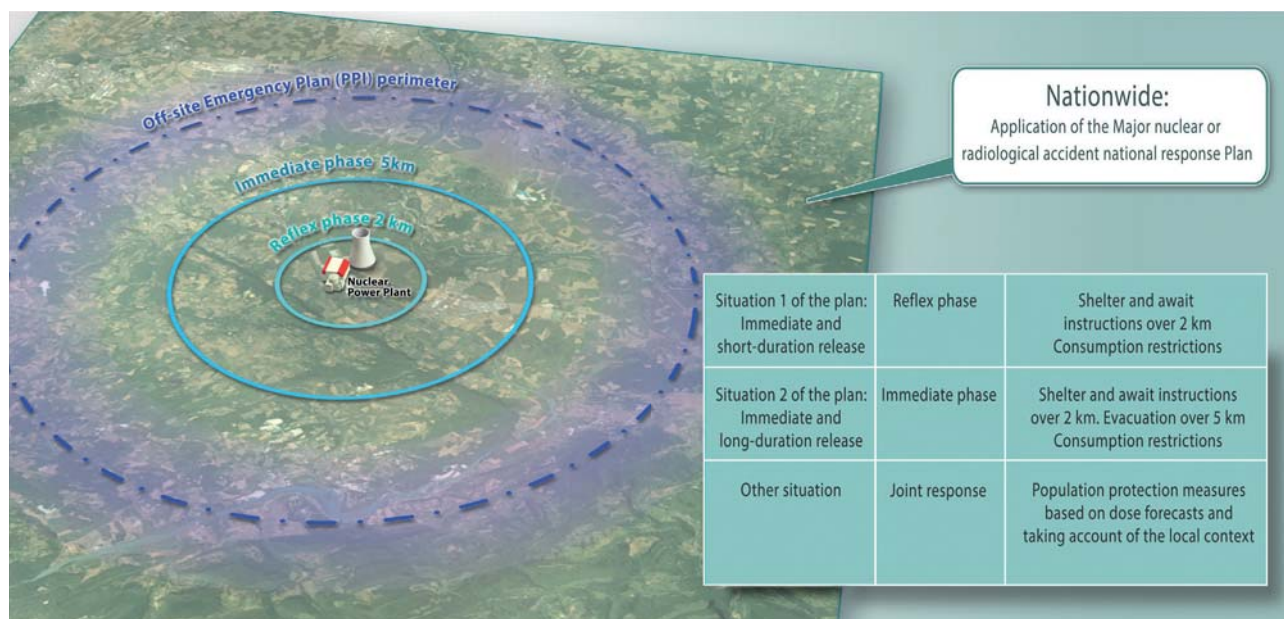 Off-site Emergency Plan (PPI) perimeter
Immediate phase 5km
Reflex phase 2 km
Nuclear
Power Plant
Nationwide:
Application of the Major nuclear or
radiological accident national response Plan
Situation 1 of the plan:
Immediate and
short-duration release
Reflex phase
Shelter and await
instructions over 2 km
Consumption restrictions
Situation 2 of the plan:
Immediate and
long-duration release
Immediate phase
Shelter and await instructions
over 2 km. Evacuation over 5 km
Consumption restrictions
Other situation
Joint response
Population protection measures
based on dose forecasts and
taking account of the local context